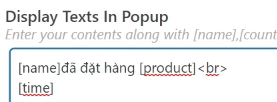 Display Texts In Popup
Enter your contents along with [name],[count
[name]đã đặt hàng [product]<br>
[time]